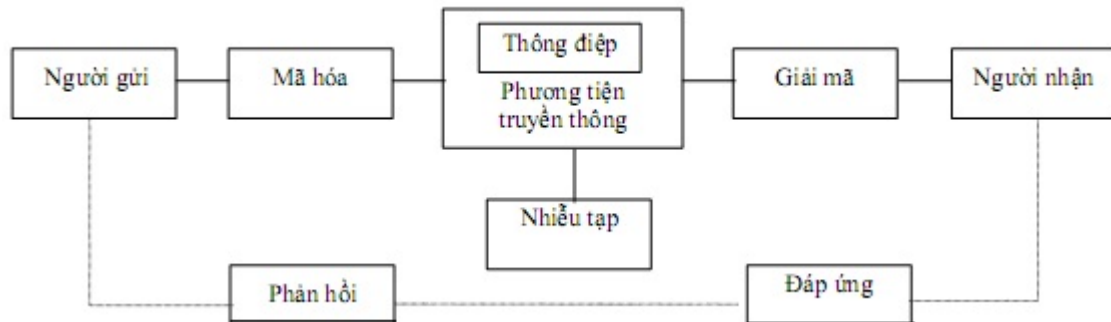 Thông điệp
Người gửi
Mã hóa
Phương tiện
truyền thông
Giải mã
Người nhận
Nhiễu tạp
Phản hồi
Đáp ứng